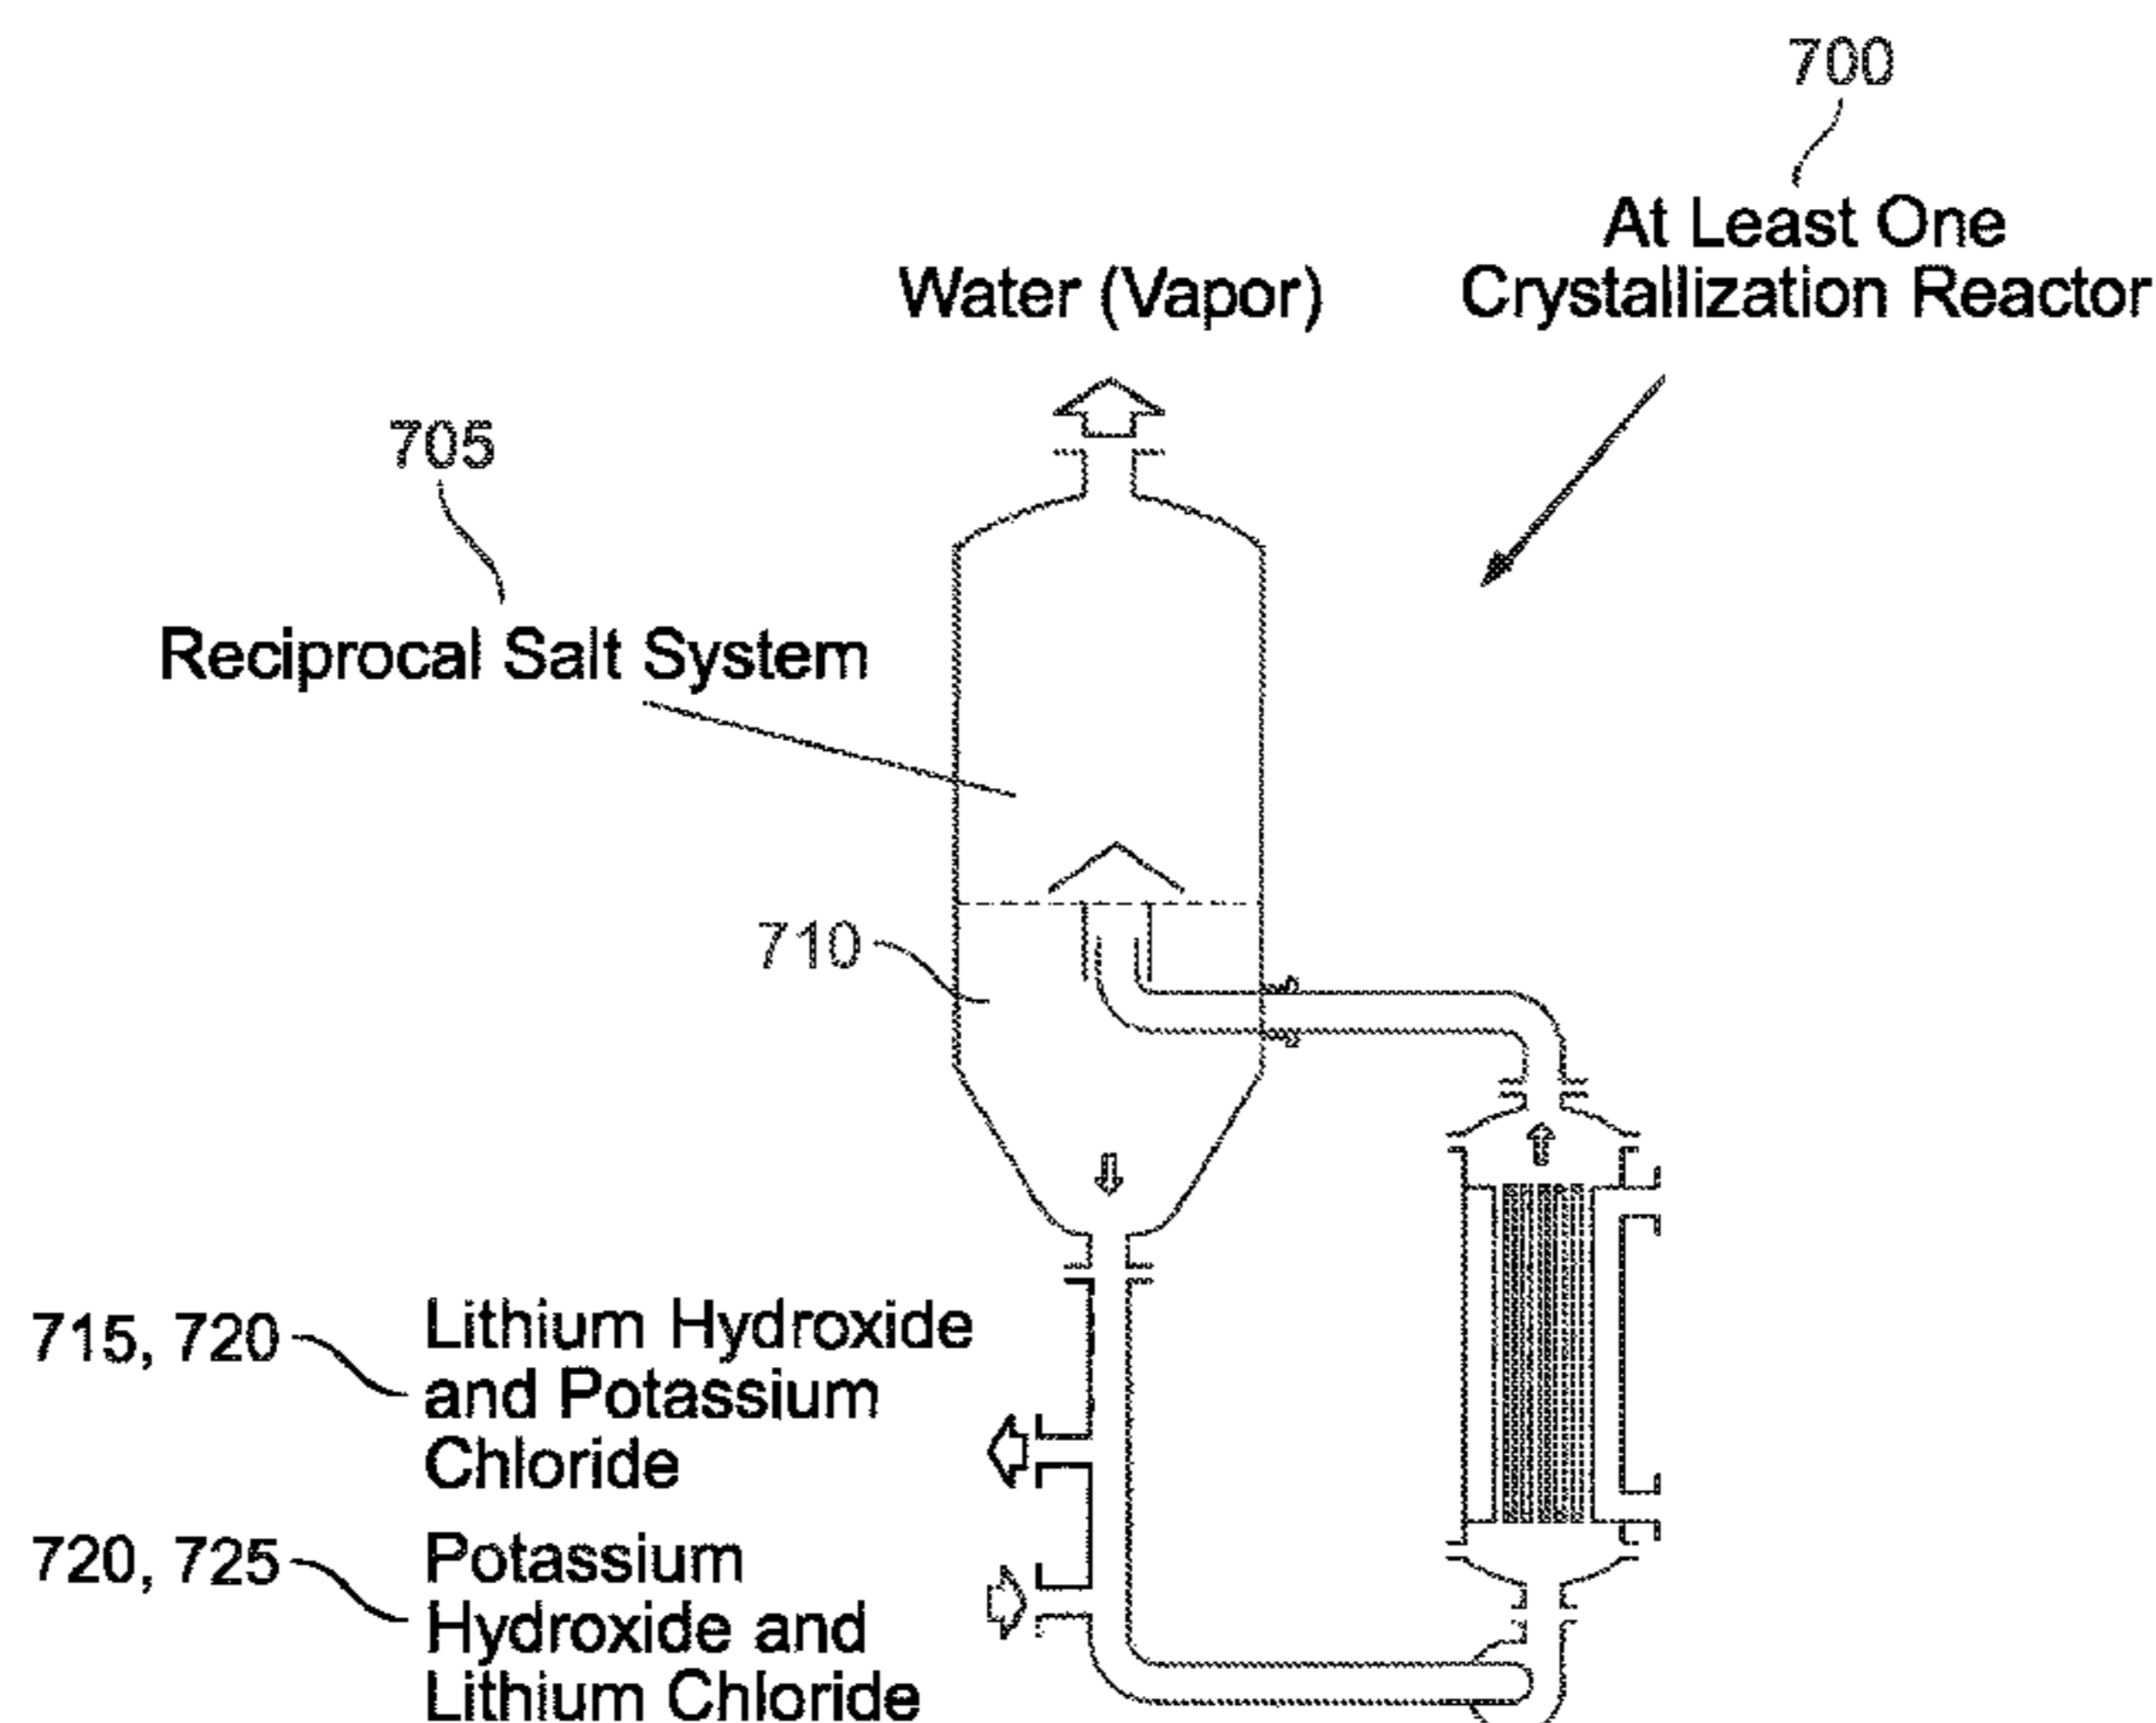 700
At Least One
Crystallization Reactor
Water (Vapor)
705
Reciprocal Salt System
710
715, 720
Lithium Hydroxide
and Potassium
Chloride
720, 725
Potassium
Hydroxide and
Lithium Chloride